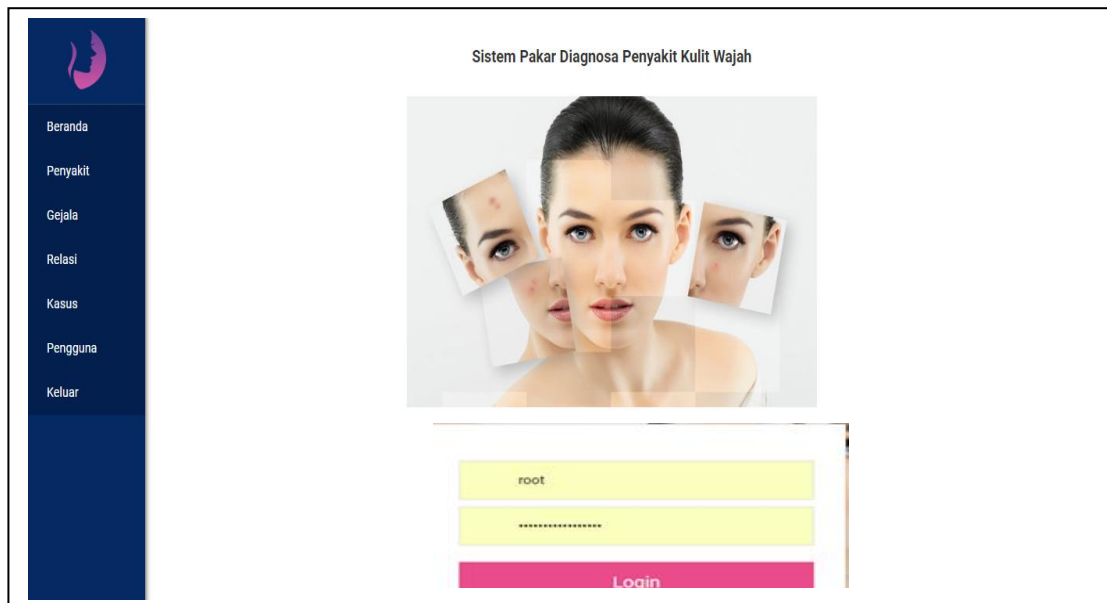 Sistem Pakar Diagnosa Penyakit Kulit Wajah
Beranda
Penyakit
Gejala
Relasi
Kasus
Pengguna
Keluar
root
Login